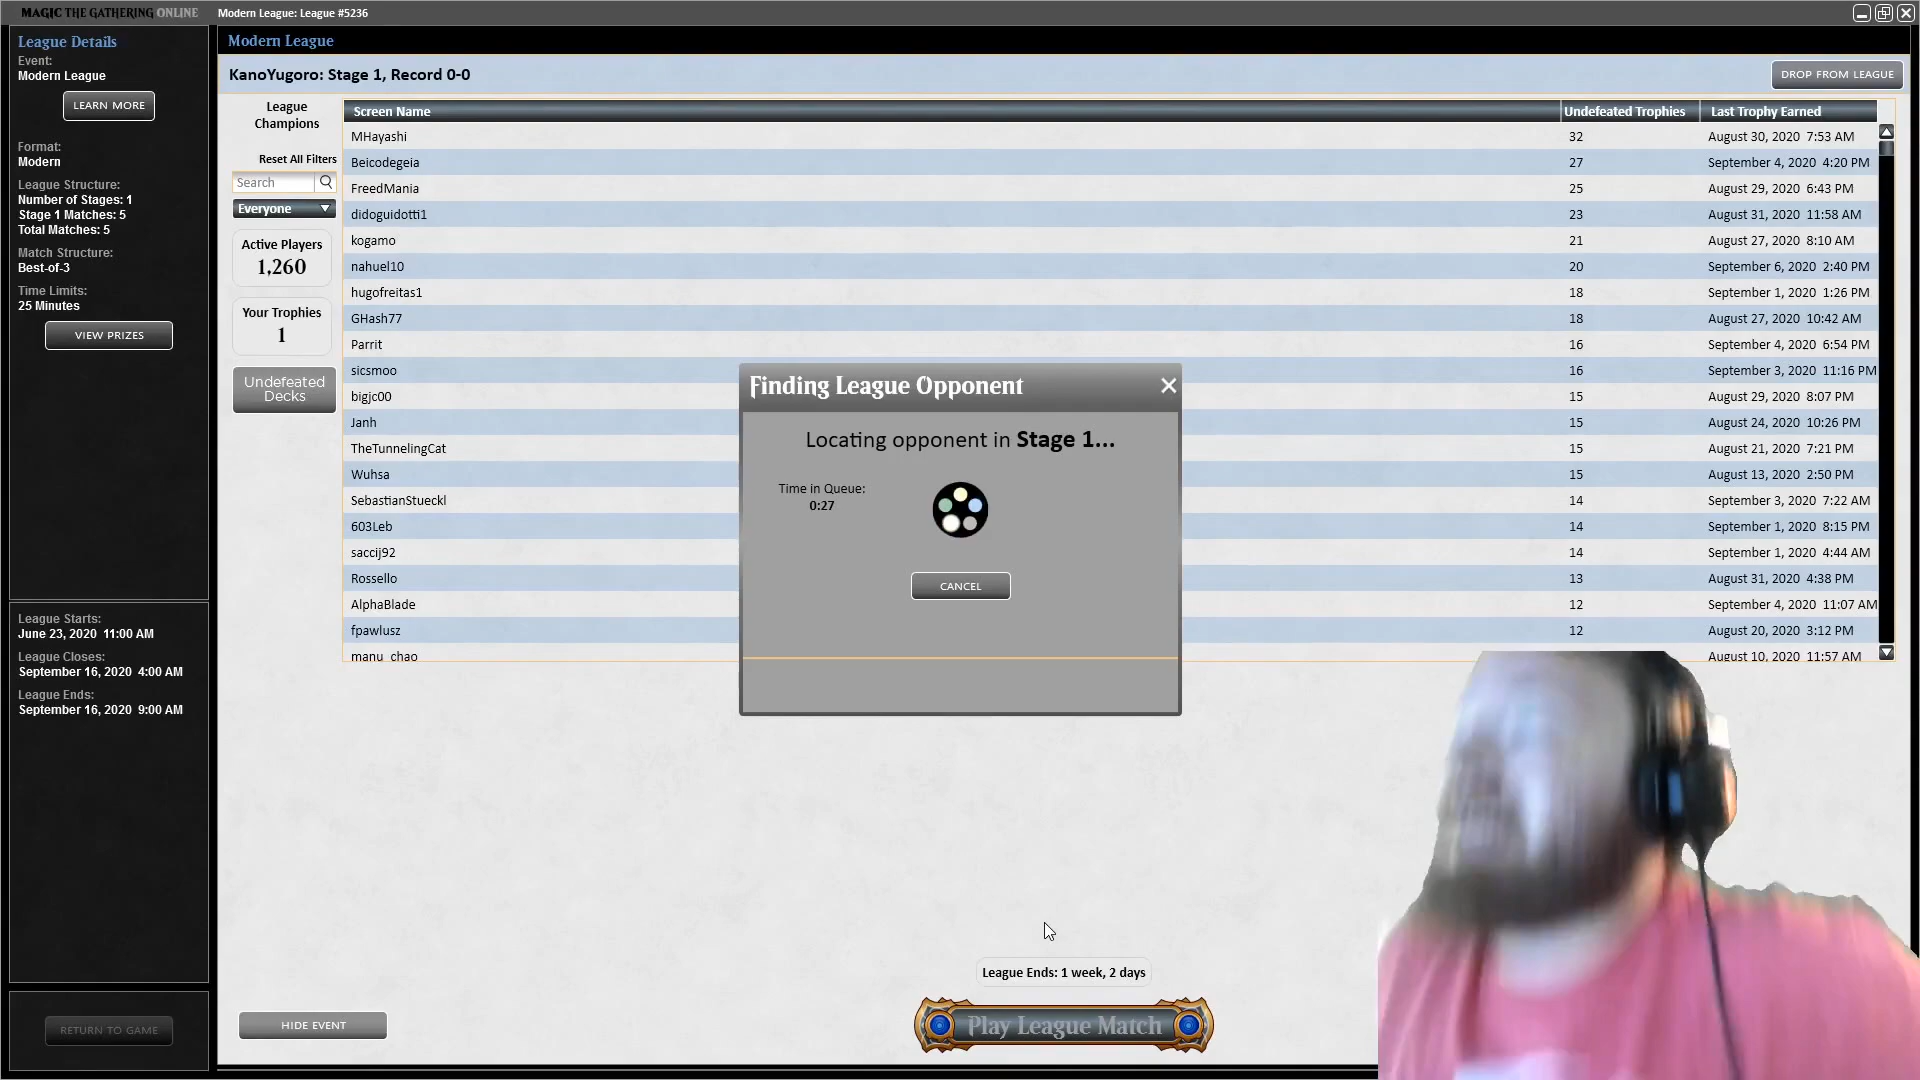 MAGIC THE GATHERING ONLINE
Modern League: League #5236
League Details
Event:
Modern League
LEARN MORE
Format:
Modern
League Structure:
Number of Stages: 1
Stage 1 Matches: 5
Total Matches: 5
Match Structure:
Best-of-3
Time Limits:
25 Minutes
VIEW PRIZES
League Starts:
June 23, 2020 11:00 AM
League Closes:
September 16, 2020 4:00 AM
League Ends:
September 16, 2020 9:00 AM
RETURN TO GAME
Modern League
KanoYugoro: Stage 1, Record 0-0
DROP FROM LEAGUE
League
Champions
Reset All Filters
Search
Everyone
Active Players
1,260
Your Trophies
1
Undefeated
Decks
Screen Name Undefeated Trophies Last Trophy Earned
MHayashi 32 August 30, 2020 7:53 AM
Beicodegeia 27 September 4, 2020 4:20 PM
FreedMania 25 August 29, 2020 6:43 PM
didoguidotti1 23 August 31, 2020 11:58 AM
kogamo 21 August 27, 2020 8:10 AM
nahuel10 20 September 6, 2020 2:40 PM
hugofreitas1 18 September 1, 2020 1:26 PM
GHash77 18 August 27, 2020 10:42 AM
Parrit 16 September 4, 2020 6:54 PM
sicsmoo 16 September 3, 2020 11:16 PM
bigjc00 15 August 29, 2020 8:07 PM
Janh 15 August 24, 2020 10:26 PM
TheTunnelingCat 15 August 21, 2020 7:21 PM
Wuhsa 15 August 13, 2020 2:50 PM
SebastianStueckl 14 September 3, 2020 7:22 AM
603Leb 14 September 1, 2020 8:15 PM
saccij92 14 September 1, 2020 4:44 AM
Rossello 13 August 31, 2020 4:38 PM
AlphaBlade 12 September 4, 2020 11:07 AM
fpawlusz 12 August 20, 2020 3:12 PM
manu_chao August 10, 2020 11:57 AM
Finding League Opponent
Locating opponent in Stage 1...
Time in Queue:
0:27
CANCEL
League Ends: 1 week, 2 days
HIDE EVENT
Play League Match